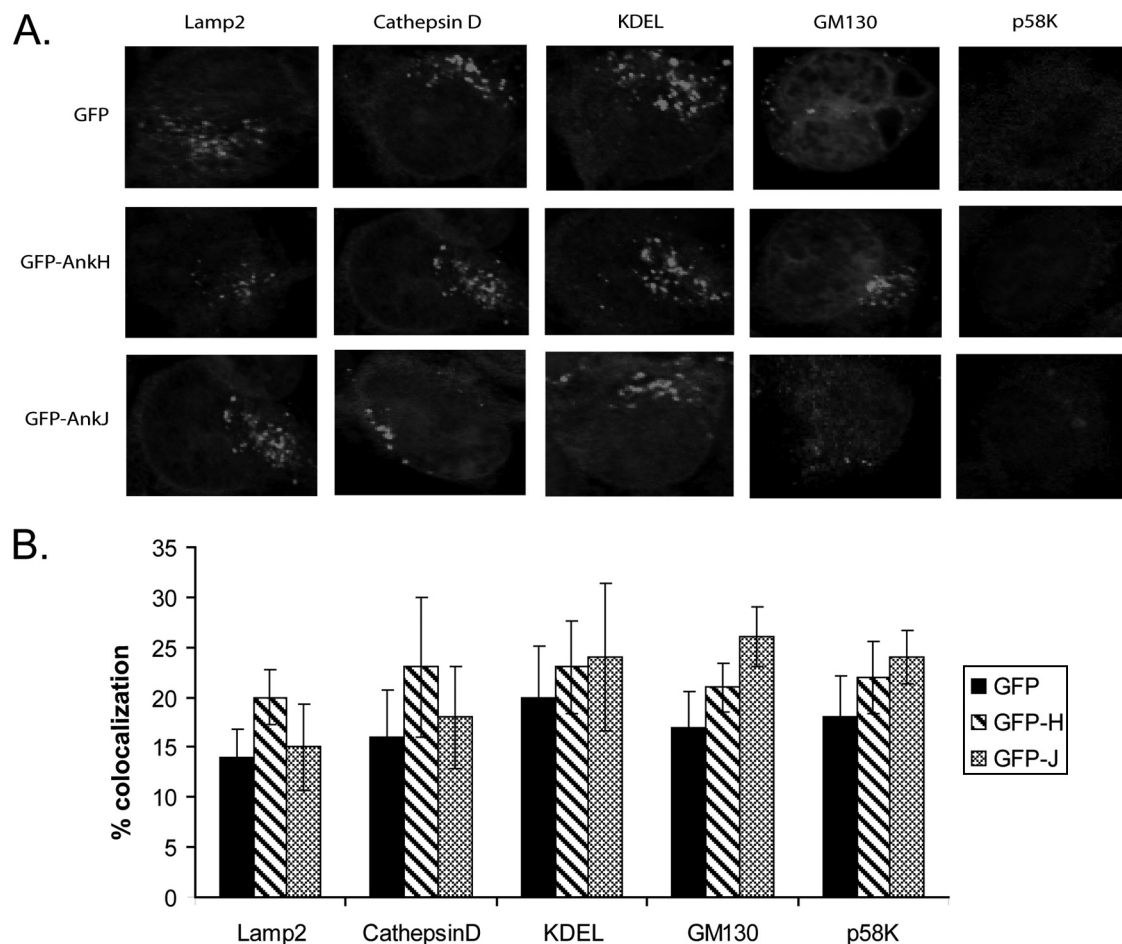 A.
Lamp2 Cathepsin D KDEL GM130 p58K
GFP
GFP-AnkH
GFP-AnkJ
B.
% colocalization
35
30
25
20
15
10
5
0
Lamp2 CathepsinD KDEL GM130 p58K
GFP
GFP-H
GFP-J